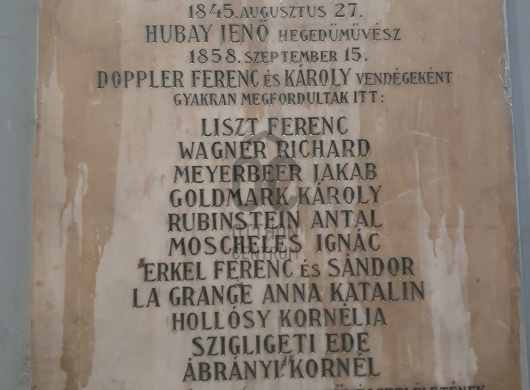 1845. AUGUSZTUS 27.
HUBAY JENŐ HEGEDŰMŰVÉSZ
1858. SZEPTEMBER 15.
DOPPLER FERENC ÉS KÁROLY VENDÉGEKÉNT
GYAKRAN MEGFORDULTAK ITT:
LISZT FERENC
WAGNER RICHARD
MEYERBEER JAKAB
GOLDMARK KÁROLY
RUBINSTEIN ANTAL
MOSCHELES IGNÁC
ERKEL FERENC ÉS SÁNDOR
LA GRANGE ANNA KATALIN
HOLLÓSY KORNÉLIA
SZIGLIGETI EDE
ÁBRÁNYI KORNÉL